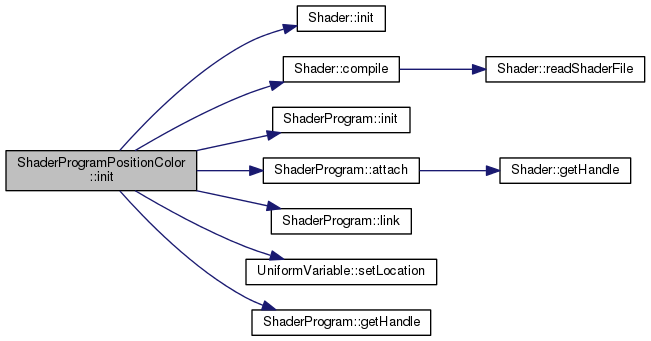 Shader::init
Shader::compile
Shader::readShaderFile
ShaderProgram::init
ShaderProgramPositionColor
::init
ShaderProgram::attach
Shader::getHandle
ShaderProgram::link
UniformVariable::setLocation
ShaderProgram::getHandle